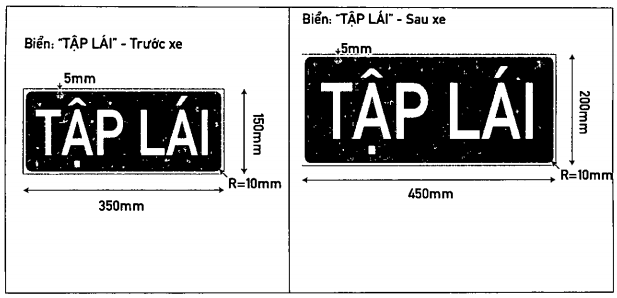 Biển: "TẬP LÁI" - Trước xe
5mm
TẬP LÁI
150mm
R=10mm
350mm
Biển: "TẬP LÁI" - Sau xe
5mm
TẬP LÁI
200mm
R=10mm
450mm